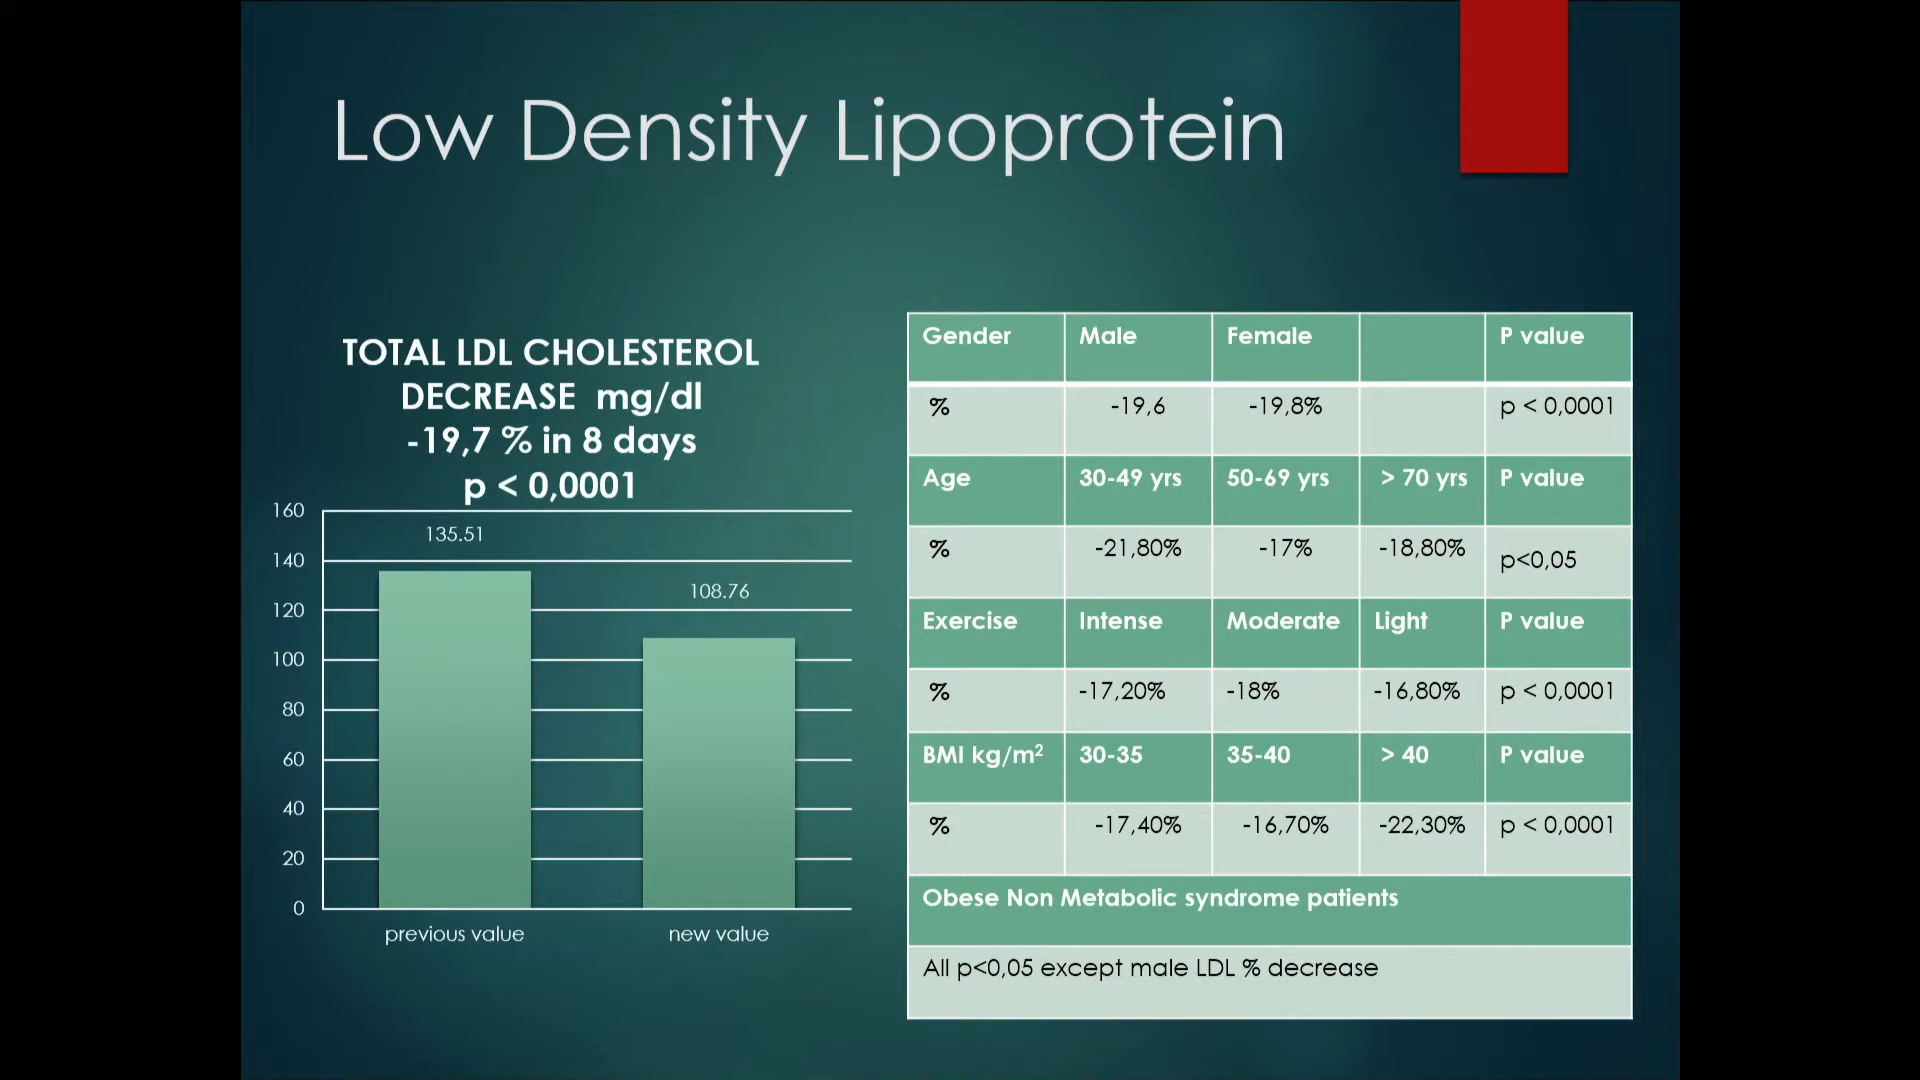 Low Density Lipoprotein
TOTAL LDL CHOLESTEROL
DECREASE  mg/dl
-19,7 % in 8 days
p < 0,0001
160
140
120
100
80
60
40
20
0
135.51
108.76
previous value
new value
Gender Male Female P value
% -19,6 -19,8% p < 0,0001
Age 30-49 yrs 50-69 yrs > 70 yrs P value
% -21,80% -17% -18,80% p<0,05
Exercise Intense Moderate Light P value
% -17,20% -18% -16,80% p < 0,0001
BMI kg/m² 30-35 35-40 > 40 P value
% -17,40% -16,70% -22,30% p < 0,0001
Obese Non Metabolic syndrome patients
All p<0,05 except male LDL % decrease